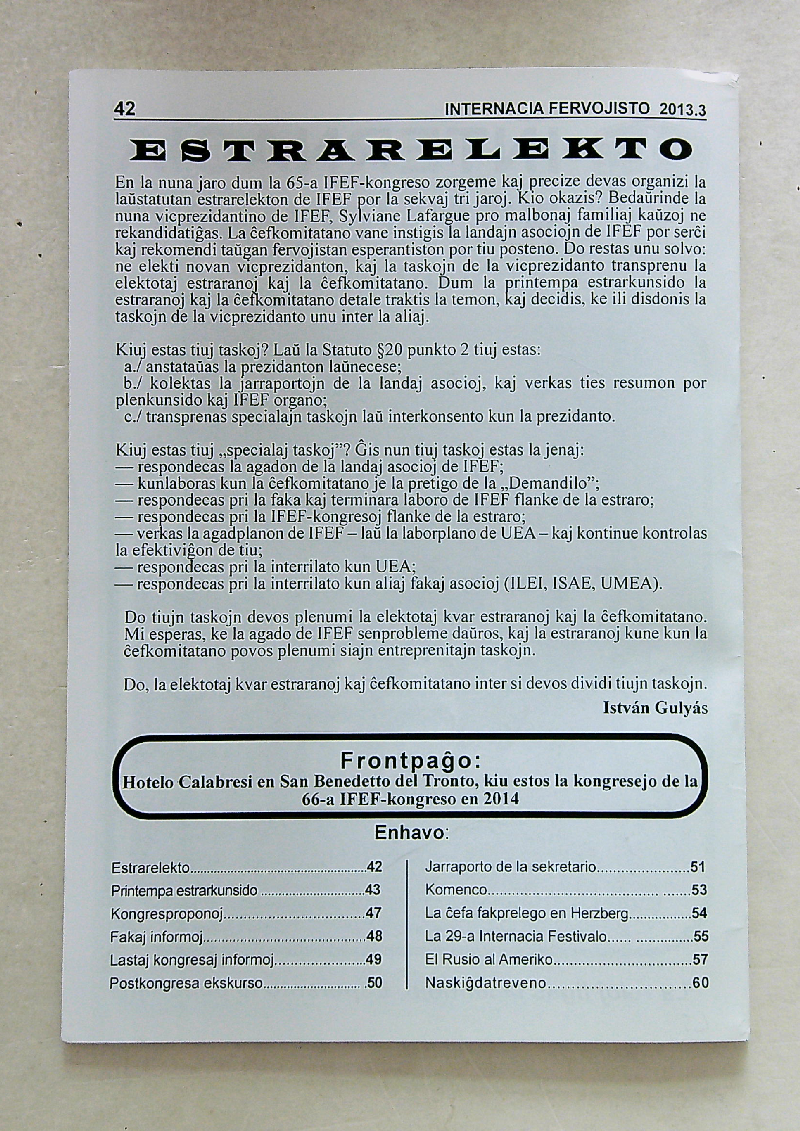 42 INTERNACIA FERVOJISTO 2013.3
ESTRARELEKTO
En la nuna jaro dum la 65-a IFEF-kongreso zorgeme kaj precize devas organizi la
laŭstatutan estrarelekton de IFEF por la sekvaj tri jaroj. Kio okazis? Bedaŭrinde la
nuna vicprezidantino de IFEF, Sylviane Lafargue pro malbonaj familiaj kaŭzoj ne
rekandidatiĝas. La ĉefkomitatano vane instigis la landajn asociojn de IFEF por serĉi
kaj rekomendi taŭgan fervojistan esperantiston por tiu posteno. Do restas unu solvo:
ne elekti novan vicprezidanton, kaj la taskojn de la vicprezidanto transprenu la
elektotaj estraranoj kaj la ĉefkomitatano. Dum la printempa estrarkunsido la
estraranoj kaj la ĉefkomitatano detale traktis la temon, kaj decidis, ke ili disdonis la
taskojn de la vicprezidanto unu inter la aliaj.
Kiuj estas tiuj taskoj? Laŭ la Statuto §20 punkto 2 tiuj estas:
a./ anstataŭas la prezidanton laŭnecese;
b./ kolektas la jarraportojn de la landaj asocioj, kaj verkas ties resumon por
plenkunsido kaj IFEF organo;
c./ transprenas specialajn taskojn laŭ interkonsento kun la prezidanto.
Kiuj estas tiuj „specialaj taskoj”? Ĝis nun tiuj taskoj estas la jenaj:
— respondecas la agadon de la landaj asocioj de IFEF;
— kunlaboras kun la ĉefkomitatano je la pretigo de la „Demandilo”;
— respondecas pri la faka kaj terminara laboro de IFEF flanke de la estraro;
— respondecas pri la IFEF-kongresoj flanke de la estraro;
— verkas la agadplanon de IFEF – laŭ la laborplano de UEA – kaj kontinue kontrolas
la efektiviĝon de tiu;
— respondecas pri la interrilato kun UEA;
— respondecas pri la interrilato kun aliaj fakaj asocioj (ILEI, ISAE, UMEA).
Do tiujn taskojn devos plenumi la elektotaj kvar estraranoj kaj la ĉefkomitatano.
Mi esperas, ke la agado de IFEF senprobleme daŭros, kaj la estraranoj kune kun la
ĉefkomitatano povos plenumi siajn entreprenitajn taskojn.
Do, la elektotaj kvar estraranoj kaj ĉefkomitatano inter si devos dividi tiujn taskojn.
István Gulyás
Frontpaĝo:
Hotelo Calabresi en San Benedetto del Tronto, kiu estos la kongresejo de la
66-a IFEF-kongreso en 2014
Enhavo:
Estrarelekto........................................................42
Printempa estrarkunsido .................................43
Kongresproponoj..........................................47
Fakaj informoj................................................48
Lastaj kongresaj informoj...........................49
Postkongresa ekskurso.............................. .50
Jarraporto de la sekretario......................51
Komenco.................................................53
La ĉefa fakprelego en Herzberg................54
La 29-a Internacia Festivalo...... ..............55
El Rusio al Ameriko................................57
Naskiĝdatreveno.................................60